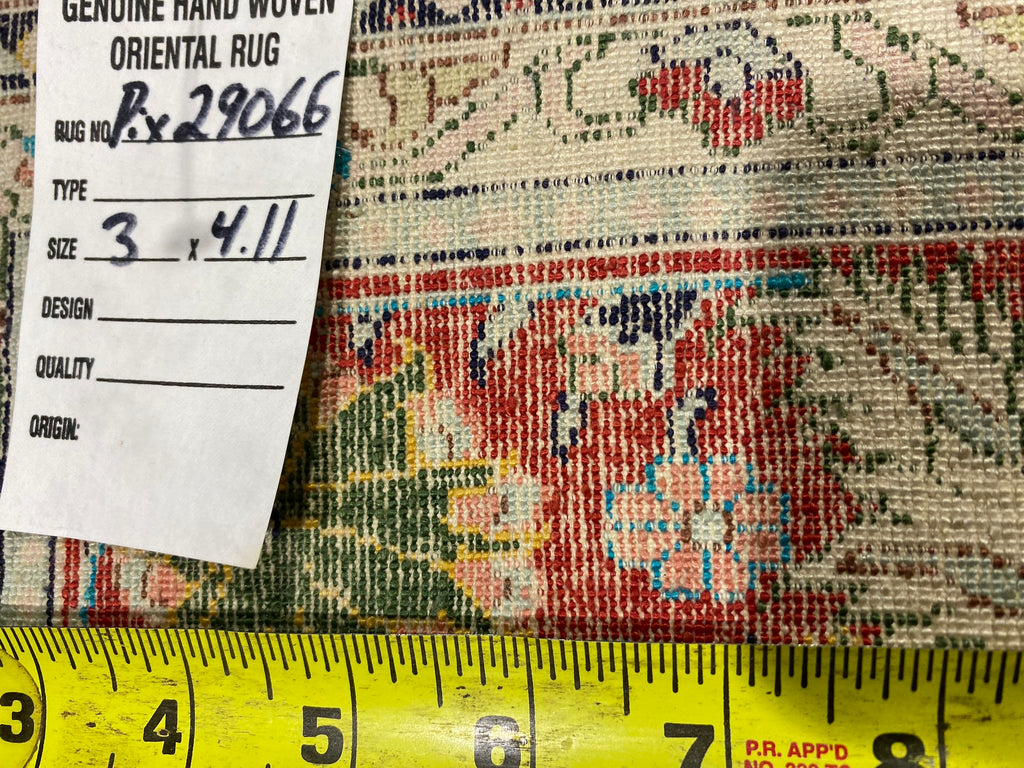 GENUINE HAND WOVEN
ORIENTAL RUG
RUG NO. P.x 29066
TYPE
SIZE 3 x 4.11
DESIGN
QUALITY
ORIGIN:
3 4 5 6 7 8
P.R. APP'D